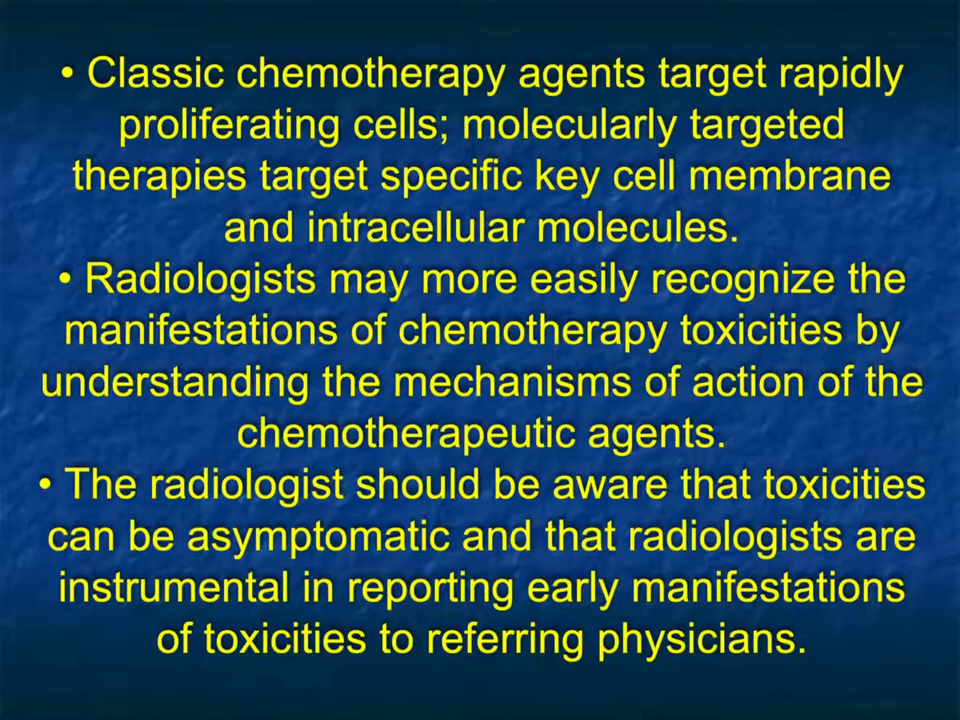 • Classic chemotherapy agents target rapidly
proliferating cells; molecularly targeted
therapies target specific key cell membrane
and intracellular molecules.
• Radiologists may more easily recognize the
manifestations of chemotherapy toxicities by
understanding the mechanisms of action of the
chemotherapeutic agents.
• The radiologist should be aware that toxicities
can be asymptomatic and that radiologists are
instrumental in reporting early manifestations
of toxicities to referring physicians.